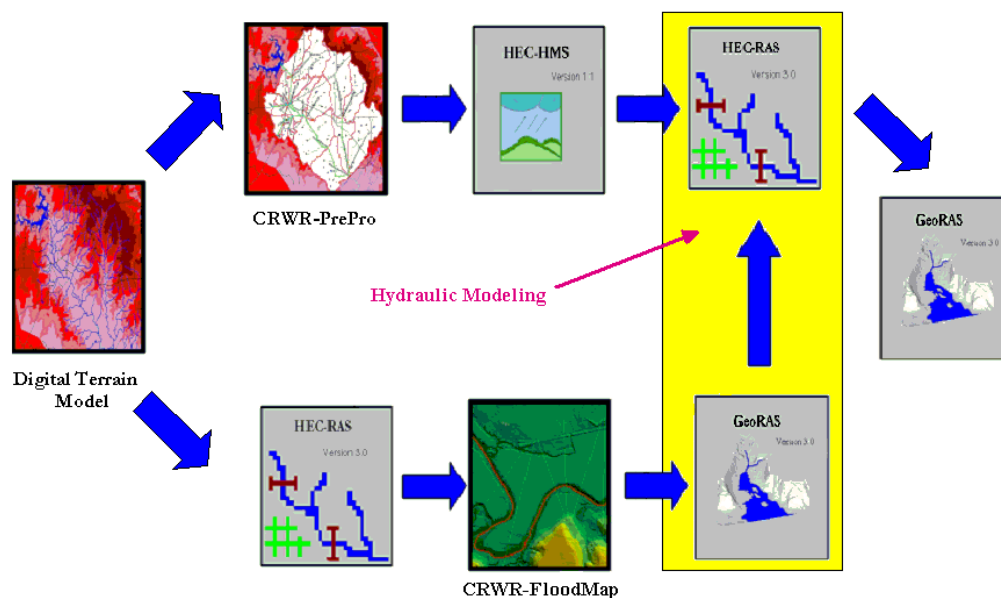 HEC-HMS
Version 1:1
HEC-RAS
Version 3.0
CRWR-PrePro
GeoRAS
Version 3.0
Hydraulic Modeling
Digital Terrain
Model
HEC-RAS
Version 3.0
GeoRAS
Version 3.0
CRWR-FloodMap